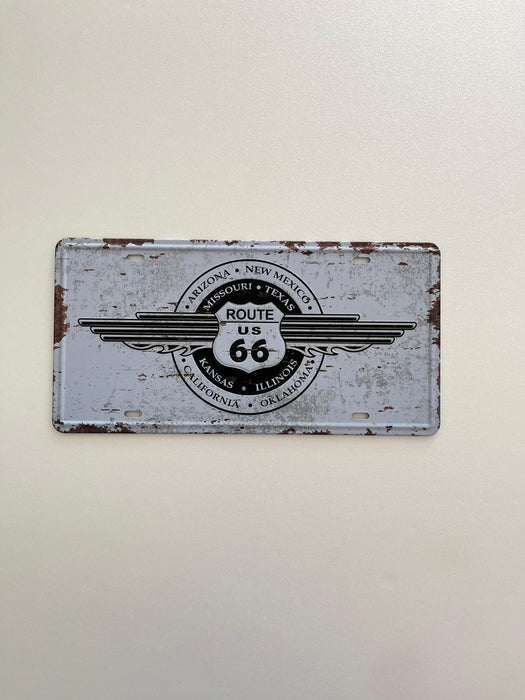 ARIZONA • NEW MEXICO
MISSOURI • TEXAS
ROUTE
US
66
KANSAS • ILLINOIS
CALIFORNIA • OKLAHOMA